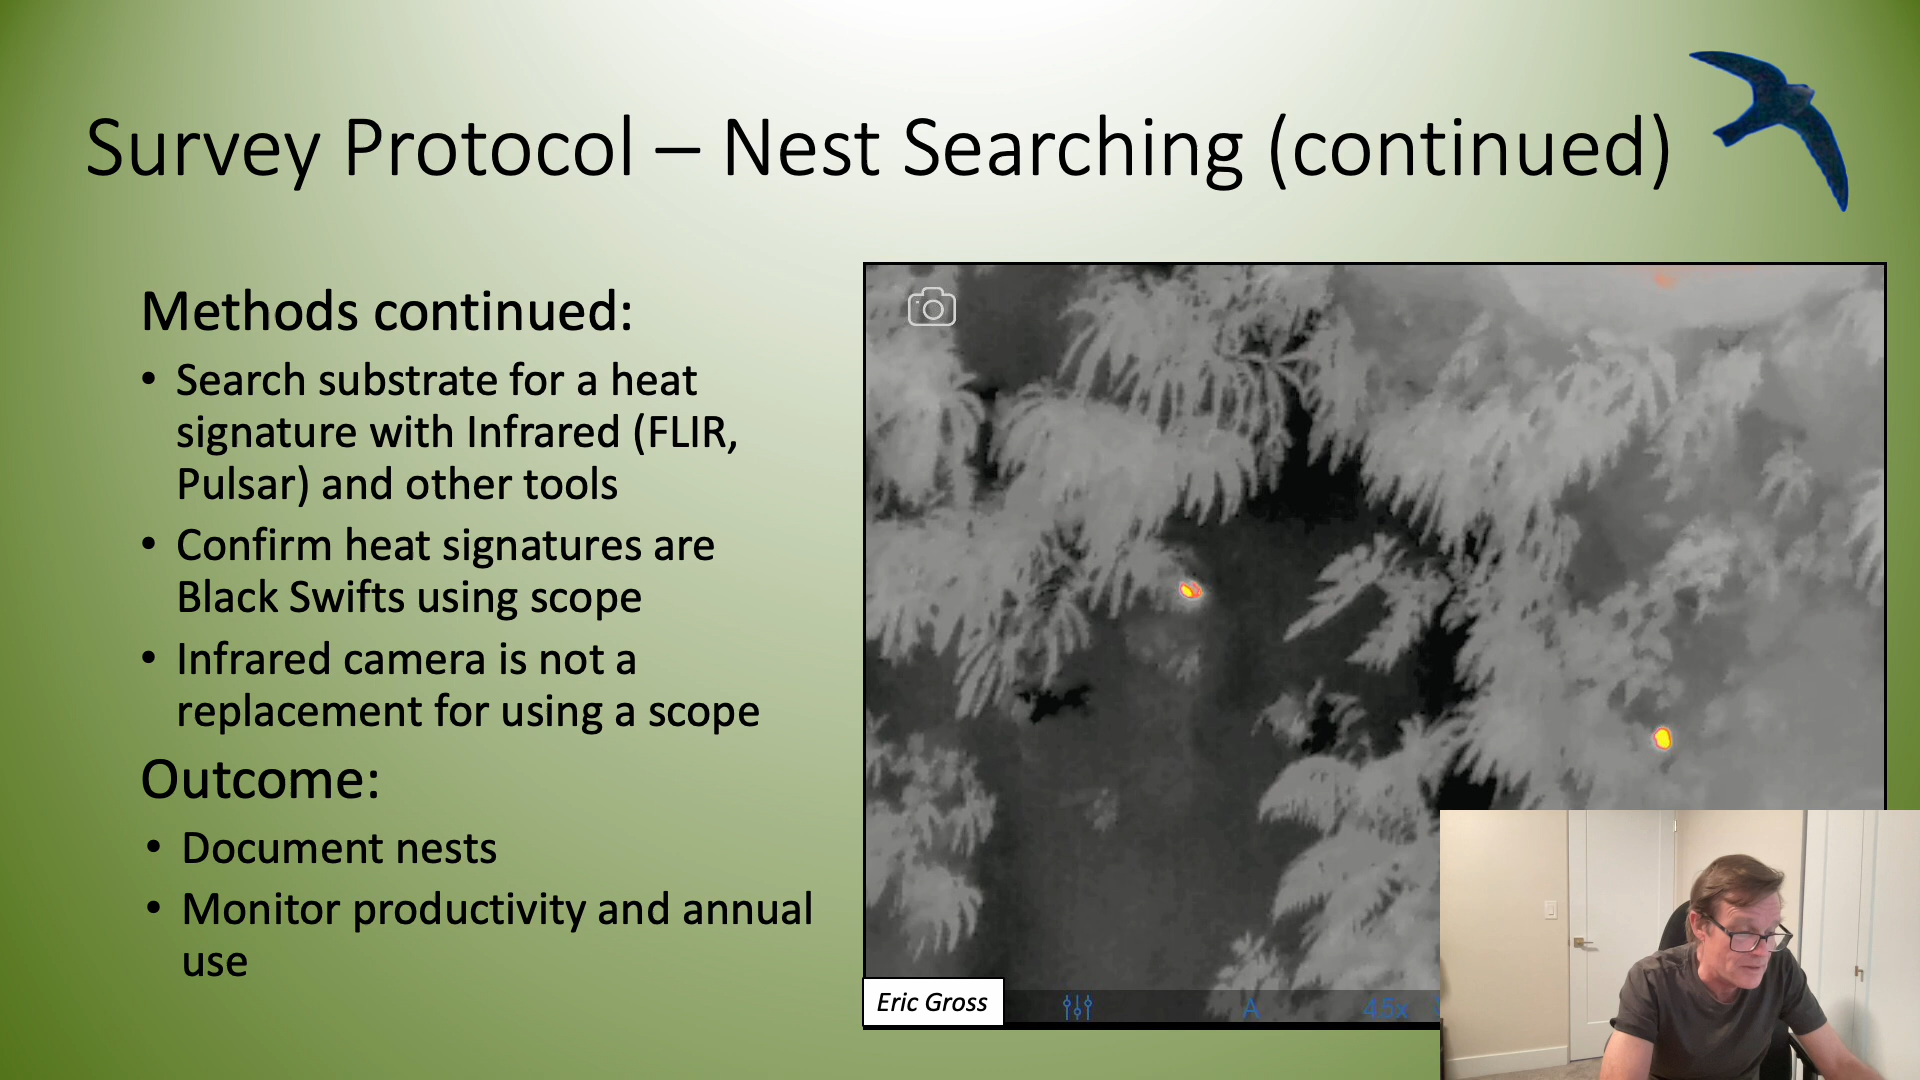 Survey Protocol – Nest Searching (continued)
Methods continued:
• Search substrate for a heat
signature with Infrared (FLIR,
Pulsar) and other tools
• Confirm heat signatures are
Black Swifts using scope
• Infrared camera is not a
replacement for using a scope
Outcome:
• Document nests
• Monitor productivity and annual
use
Eric Gross
A
4.5x